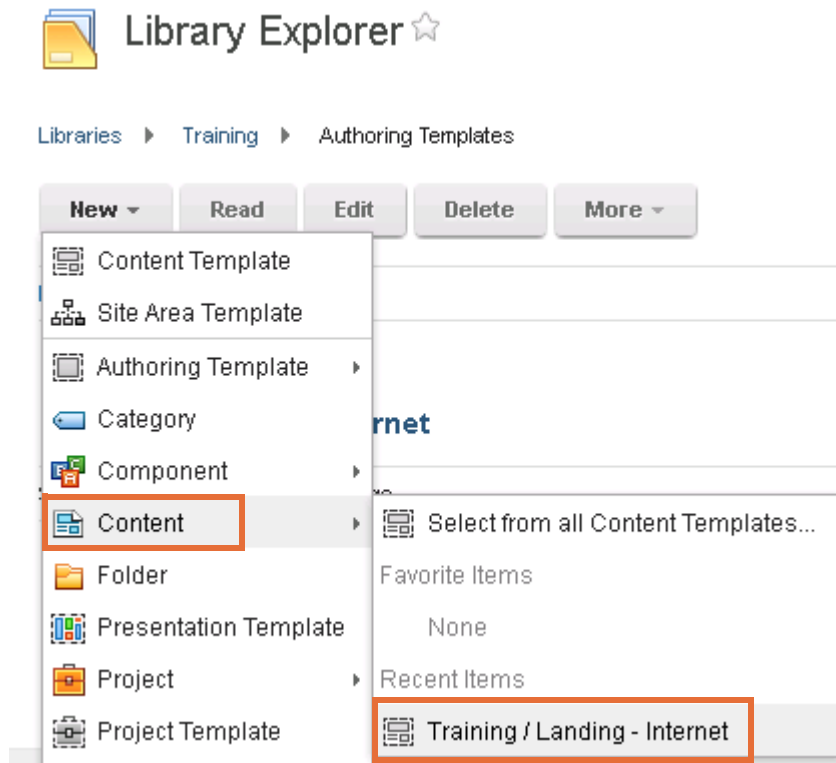 Library Explorer
Libraries Training Authoring Templates
New Read Edit Delete More
Content Template
Site Area Template
Authoring Template
Category
rnet
Component
Content
Select from all Content Templates...
Folder
Favorite Items
Presentation Template
None
Project
Recent Items
Project Template
Training / Landing - Internet